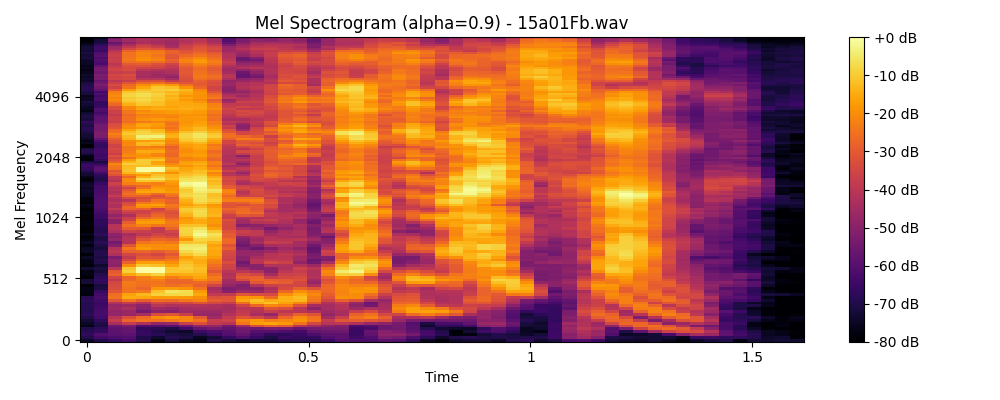 Mel Spectrogram (alpha=0.9) - 15a01Fb.wav
Mel Frequency
4096
2048
1024
512
0
0
0.5
1
1.5
Time
+0 dB
-10 dB
-20 dB
-30 dB
-40 dB
-50 dB
-60 dB
-70 dB
-80 dB